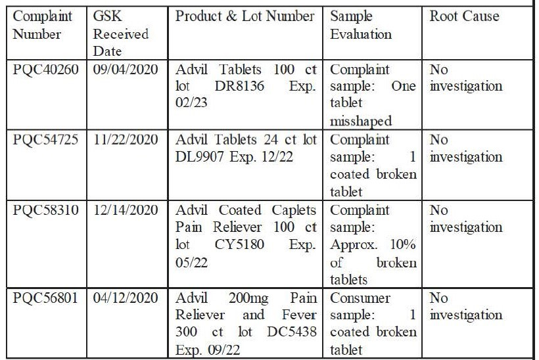 Complaint Number
GSK Received Date
Product & Lot Number
Sample Evaluation
Root Cause
PQC40260
09/04/2020
Advil Tablets 100 ct
lot DR8136 Exp.
02/23
Complaint
sample: One
tablet
misshaped
No
investigation
PQC54725
11/22/2020
Advil Tablets 24 ct lot
DL9907 Exp. 12/22
Complaint
sample: 1
coated broken
tablet
No
investigation
PQC58310
12/14/2020
Advil Coated Caplets
Pain Reliever 100 ct
lot CY5180 Exp.
05/22
Complaint
sample:
Approx. 10%
of broken
tablets
No
investigation
PQC56801
04/12/2020
Advil 200mg Pain
Reliever and Fever
300 ct lot DC5438
Exp. 09/22
Consumer
sample: 1
coated broken
tablet
No
investigation